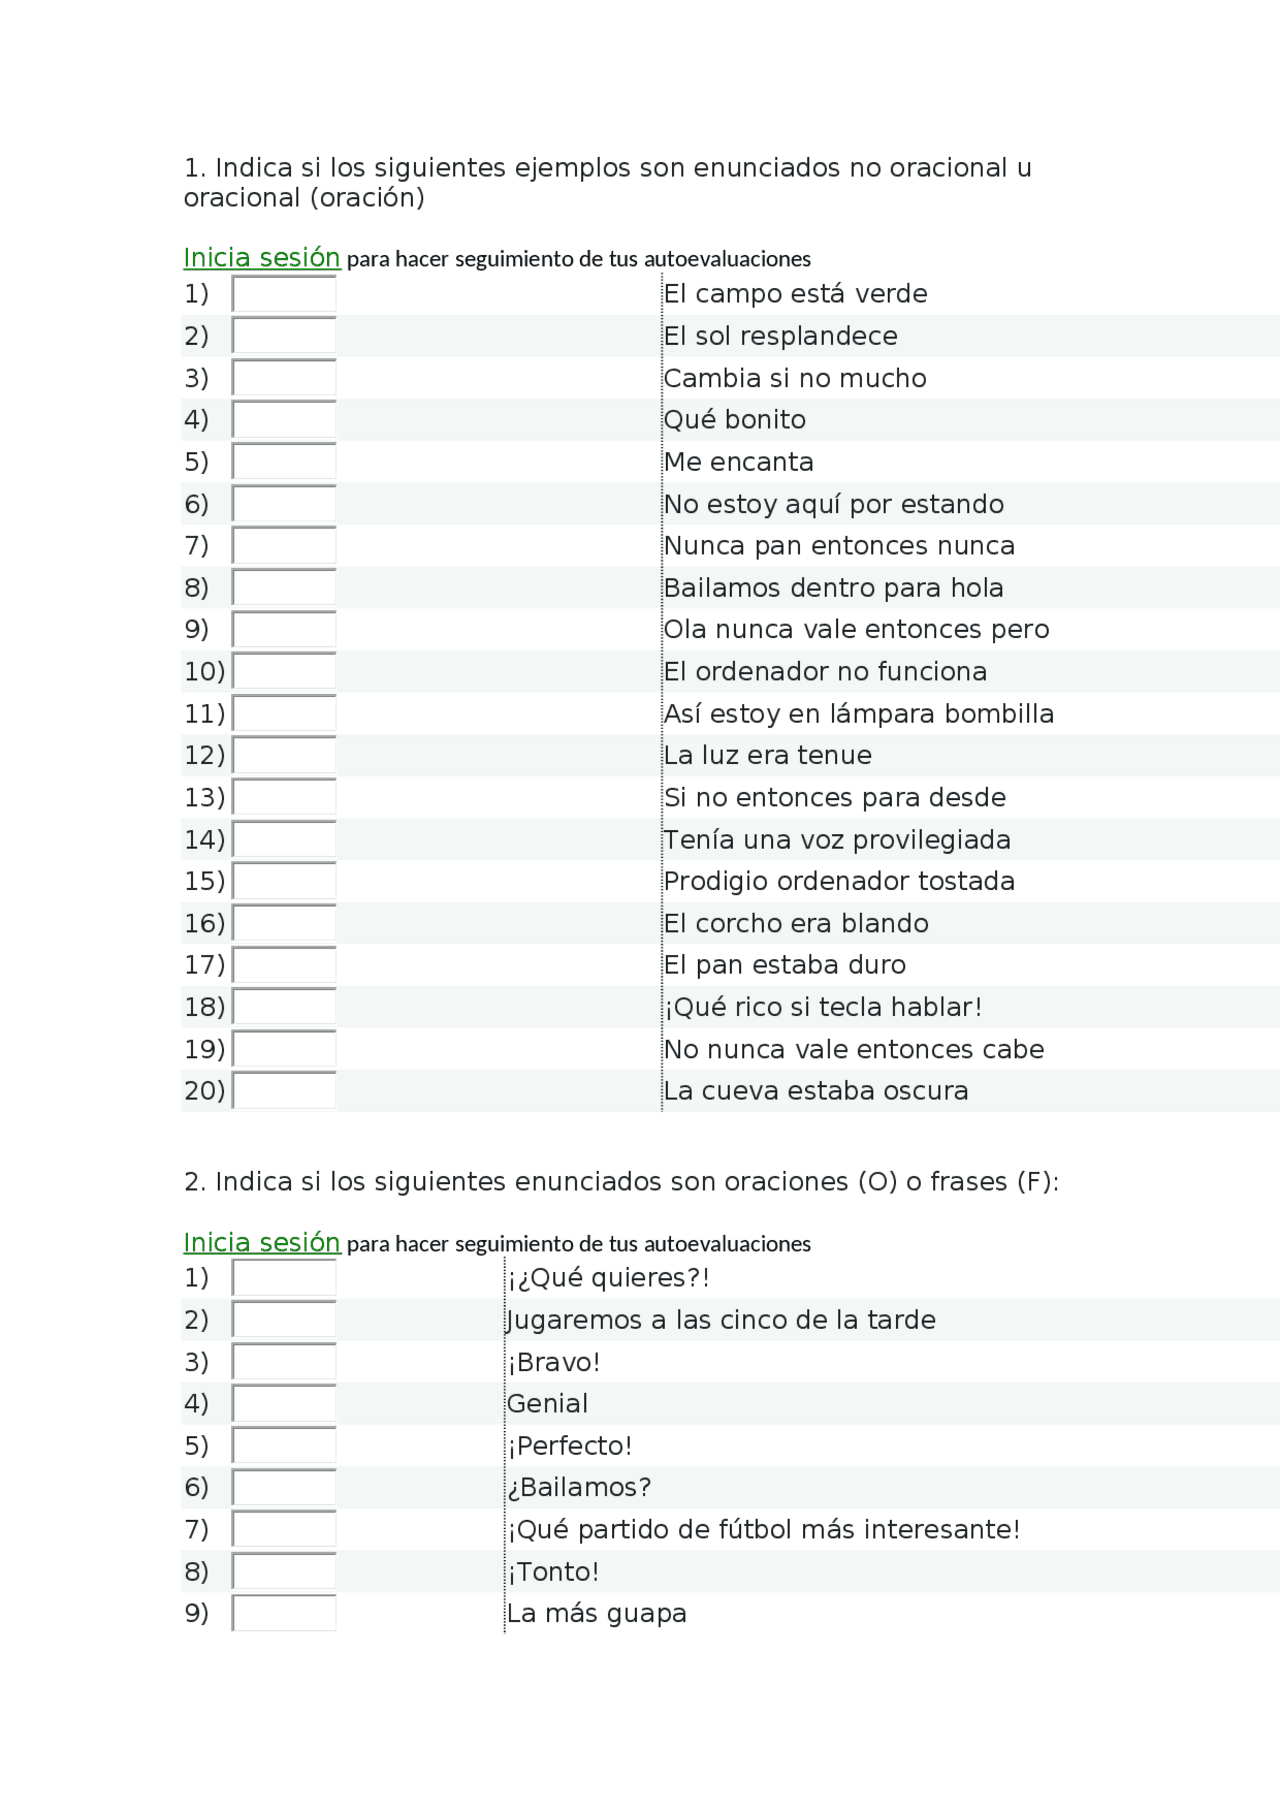 1. Indica si los siguientes ejemplos son enunciados no oracional u
oracional (oración)
Inicia sesión para hacer seguimiento de tus autoevaluaciones
1) El campo está verde
2) El sol resplandece
3) Cambia si no mucho
4) Qué bonito
5) Me encanta
6) No estoy aquí por estando
7) Nunca pan entonces nunca
8) Bailamos dentro para hola
9) Ola nunca vale entonces pero
10) El ordenador no funciona
11) Así estoy en lámpara bombilla
12) La luz era tenue
13) Si no entonces para desde
14) Tenía una voz provilegiada
15) Prodigio ordenador tostada
16) El corcho era blando
17) El pan estaba duro
18) ¡Qué rico si tecla hablar!
19) No nunca vale entonces cabe
20) La cueva estaba oscura
2. Indica si los siguientes enunciados son oraciones (O) o frases (F):
Inicia sesión para hacer seguimiento de tus autoevaluaciones
1) ¡¿Qué quieres?!
2) Jugaremos a las cinco de la tarde
3) ¡Bravo!
4) Genial
5) ¡Perfecto!
6) ¿Bailamos?
7) ¡Qué partido de fútbol más interesante!
8) ¡Tonto!
9) La más guapa